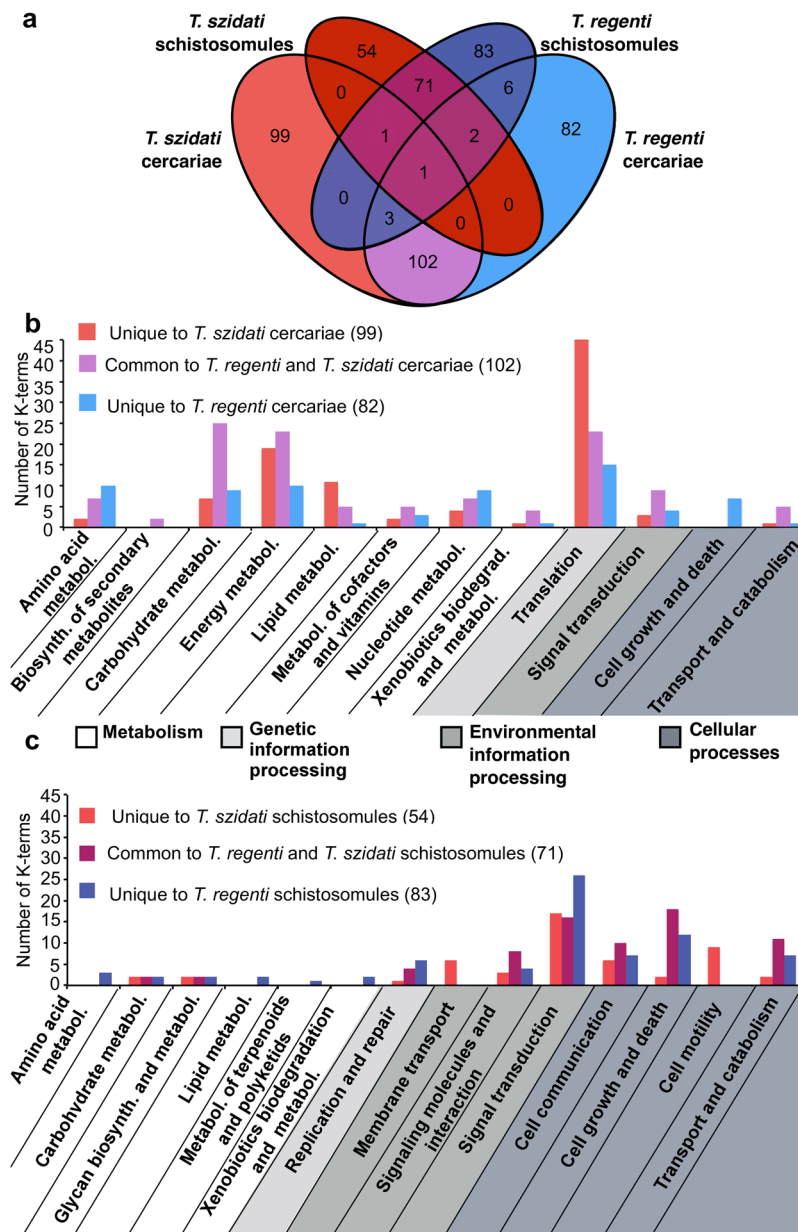 a
T. szidati
schistosomules
T. regenti
schistosomules
54
83
0
71
6
T. szidati
cercariae
99
1
2
82
T. regenti
cercariae
1
0
3
0
0
102
b
Unique to T. szidati cercariae (99)
Common to T. regenti and T. szidati cercariae (102)
Unique to T. regenti cercariae (82)
Number of K-terms
45
40
35
30
25
20
15
10
5
0
Amino acid
metabol.
Biosynth. of secondary
metabolites
Carbohydrate metabol.
Energy metabol.
Lipid metabol.
Metabol. of cofactors
and vitamins
Nucleotide metabol.
Xenobiotics biodegrad.
and metabol.
Translation
Signal transduction
Cell growth and death
Transport and catabolism
Metabolism
Genetic
information
processing
Environmental
information
processing
Cellular
processes
c
Unique to T. szidati schistosomules (54)
Common to T. regenti and T. szidati schistosomules (71)
Unique to T. regenti schistosomules (83)
Number of K-terms
45
40
35
30
25
20
15
10
5
0
Amino acid
metabol.
Carbohydrate metabol.
Glycan biosynth. and metabol.
Lipid metabol.
Metabol. of terpenoids
and polyketids
Xenobiotics biodegradation
and metabol.
Replication and repair
Membrane transport
Signaling molecules and
interaction
Signal transduction
Cell communication
Cell growth and death
Cell motility
Transport and catabolism